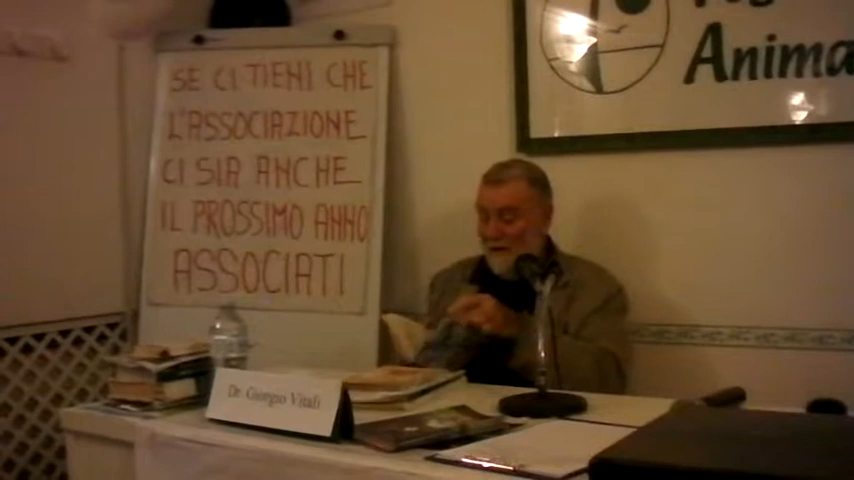 SE CI TIENI CHE
L'ASSOCIAZIONE
CI SIA ANCHE
IL PROSSIMO ANNO
ASSOCIATI
Anima
Dr. Giorgio Vitali